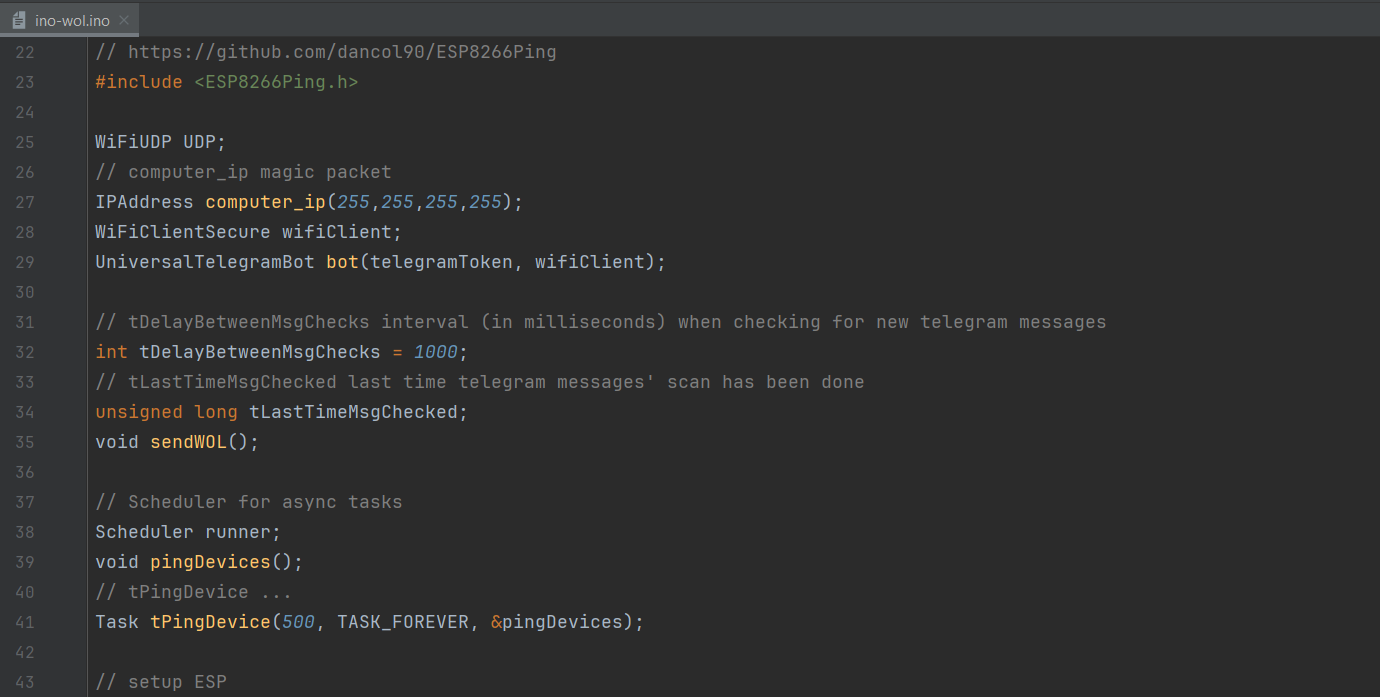 ino-wol.ino
22 // https://github.com/dancol90/ESP8266Ping
23 #include <ESP8266Ping.h>
24
25 WiFiUDP UDP;
26 // computer_ip magic packet
27 IPAddress computer_ip(255,255,255,255);
28 WiFiClientSecure wifiClient;
29 UniversalTelegramBot bot(telegramToken, wifiClient);
30
31 // tDelayBetweenMsgChecks interval (in milliseconds) when checking for new telegram messages
32 int tDelayBetweenMsgChecks = 1000;
33 // tLastTimeMsgChecked last time telegram messages' scan has been done
34 unsigned long tLastTimeMsgChecked;
35 void sendWOL();
36
37 // Scheduler for async tasks
38 Scheduler runner;
39 void pingDevices();
40 // tPingDevice ...
41 Task tPingDevice(500, TASK_FOREVER, &pingDevices);
42
43 // setup ESP